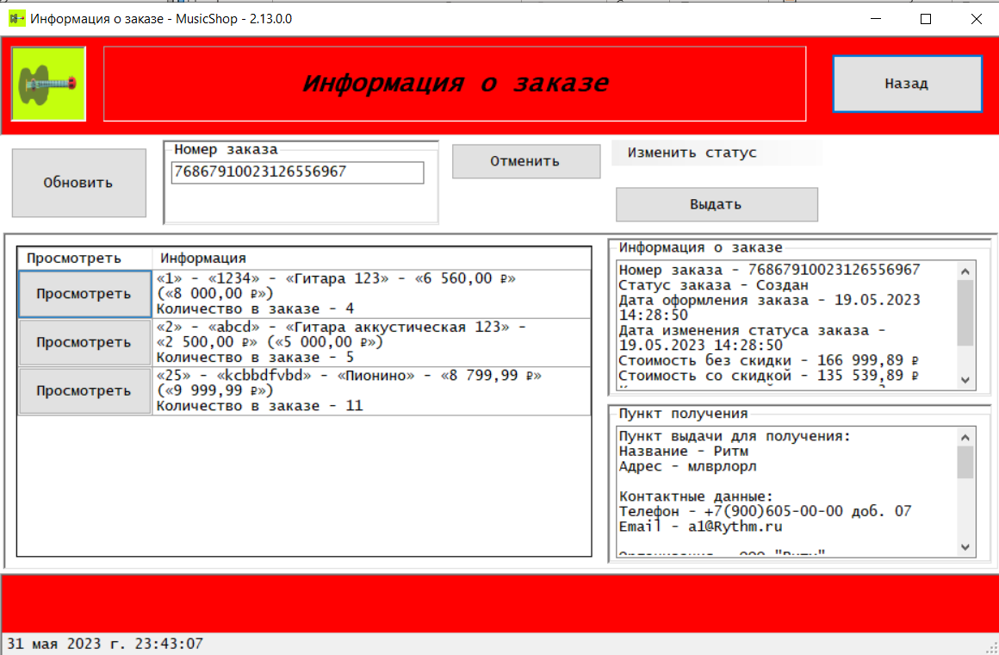 Информация о заказе - MusicShop - 2.13.0.0
Информация о заказе
Назад
Обновить
Номер заказа
76867910023126556967
Отменить
Изменить статус
Выдать
Просмотреть Информация
Просмотреть
«1» - «1234» - «Гитара 123» - «6 560,00 ₽»
(«8 000,00 ₽»)
Количество в заказе - 4
Просмотреть
«2» - «abcd» - «Гитара аккустическая 123» -
«2 500,00 ₽» («5 000,00 ₽»)
Количество в заказе - 5
Просмотреть
«25» - «kcbbdfvbd» - «Пионино» - «8 799,99 ₽»
(«9 999,99 ₽»)
Количество в заказе - 11
Информация о заказе
Номер заказа - 76867910023126556967
Статус заказа - Создан
Дата оформления заказа - 19.05.2023
14:28:50
Дата изменения статуса заказа -
19.05.2023 14:28:50
Стоимость без скидки - 166 999,89 ₽
Стоимость со скидкой - 135 539,89 ₽
Пункт получения
Пункт выдачи для получения:
Название - Ритм
Адрес - млврлорл
Контактные данные:
Телефон - +7(900)605-00-00 доб. 07
Email - a1@Rythm.ru
Организация - ООО "Ритм"
31 мая 2023 г. 23:43:07